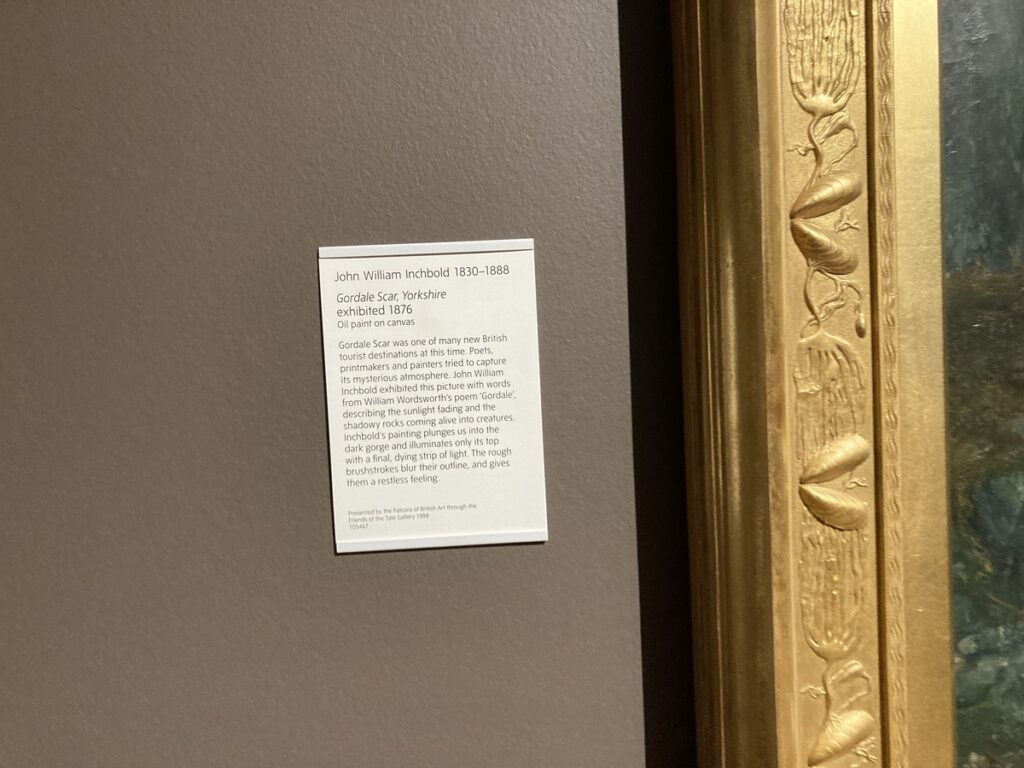 John William Inchbold 1830–1888
Gordale Scar, Yorkshire
exhibited 1876
Oil paint on canvas
Gordale Scar was one of many new British
tourist destinations at this time. Poets,
printmakers and painters tried to capture
its mysterious atmosphere. John William
Inchbold exhibited this picture with words
from William Wordsworth's poem 'Gordale',
describing the sunlight fading and the
shadowy rocks coming alive into creatures.
Inchbold's painting plunges us into the
dark gorge and illuminates only its top
with a final, dying strip of light. The rough
brushstrokes blur their outline, and gives
them a restless feeling.
Presented by the Patrons of British Art through the
Friends of the Tate Gallery 1988
T05467